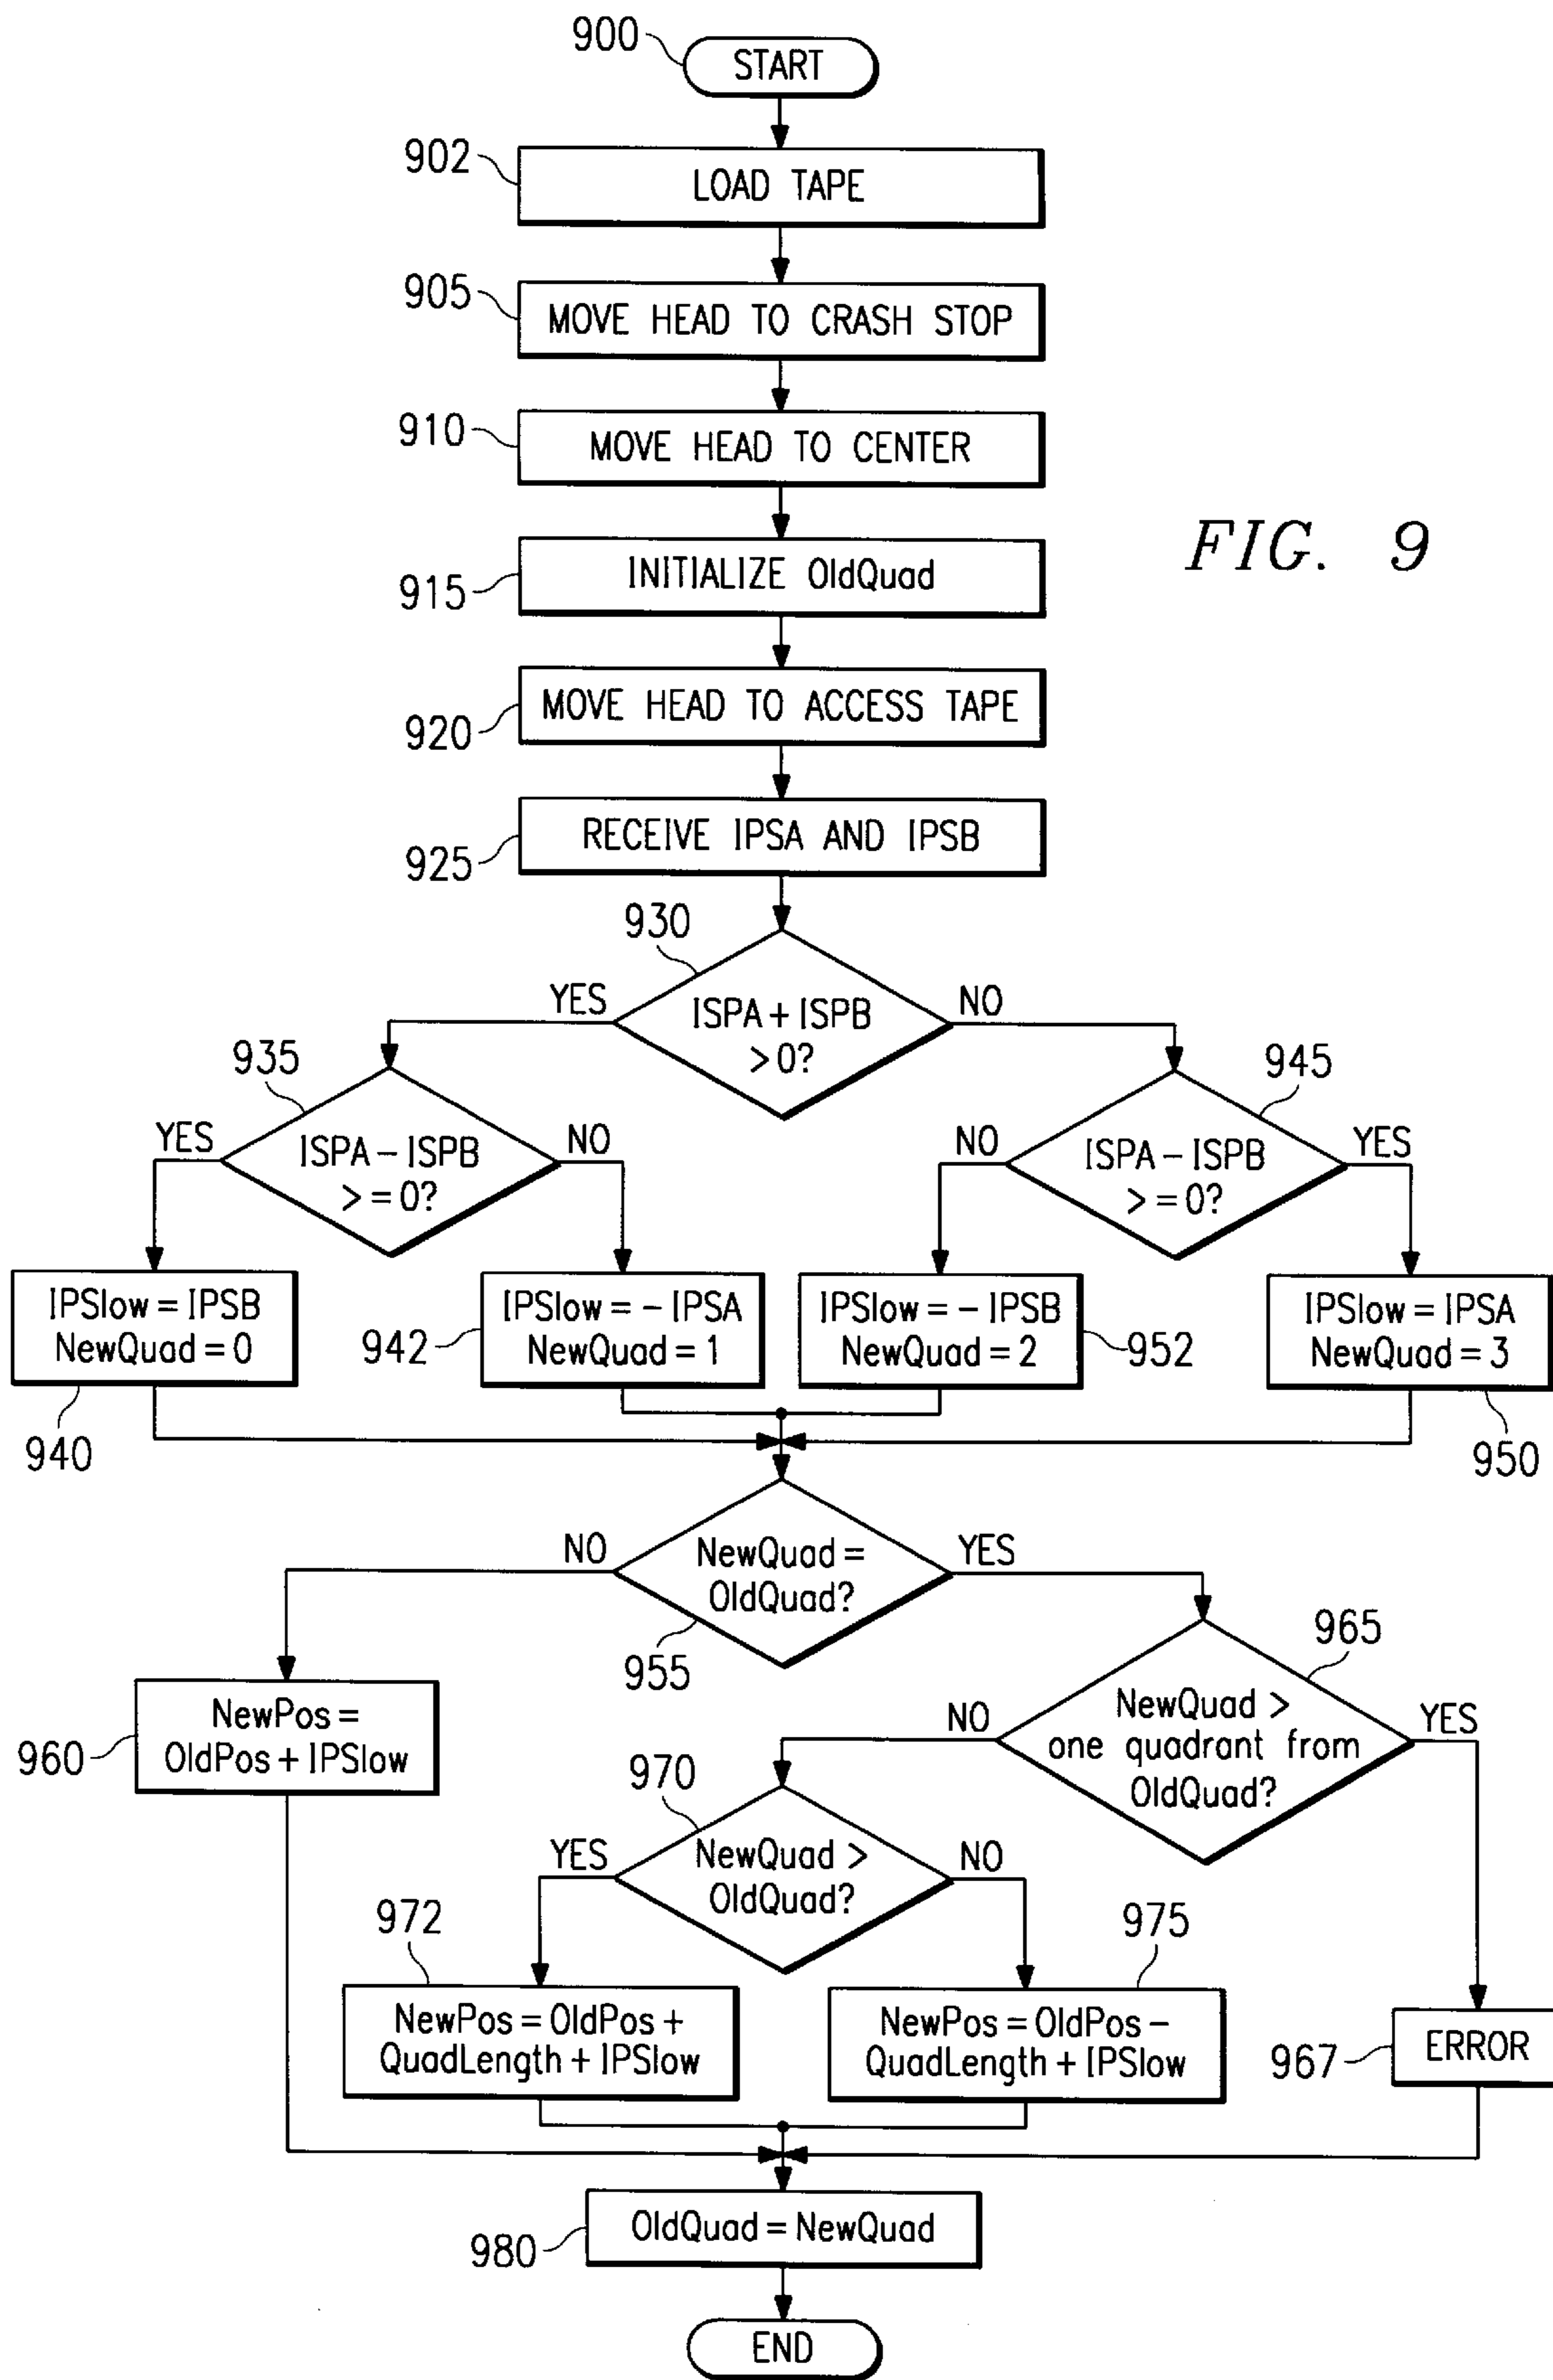 900
START
902
LOAD TAPE
905
MOVE HEAD TO CRASH STOP
910
MOVE HEAD TO CENTER
FIG. 9
915
INITIALIZE OldQuad
920
MOVE HEAD TO ACCESS TAPE
925
RECEIVE IPSA AND IPSB
930
YES
ISPA + ISPB
> 0?
NO
935
YES
ISPA – ISPB
> = 0?
NO
945
NO
ISPA – ISPB
> = 0?
YES
IPSlow = IPSB
NewQuad = 0
940
IPSlow = – IPSA
NewQuad = 1
942
IPSlow = – IPSB
NewQuad = 2
952
IPSlow = IPSA
NewQuad = 3
950
NO
NewQuad =
OldQuad?
YES
955
960
NewPos =
OldPos + IPSlow
965
NO
NewQuad >
one quadrant from
OldQuad?
YES
970
YES
NewQuad >
OldQuad?
NO
972
NewPos = OldPos +
QuadLength + IPSlow
975
NewPos = OldPos –
QuadLength + IPSlow
967
ERROR
980
OldQuad = NewQuad
END